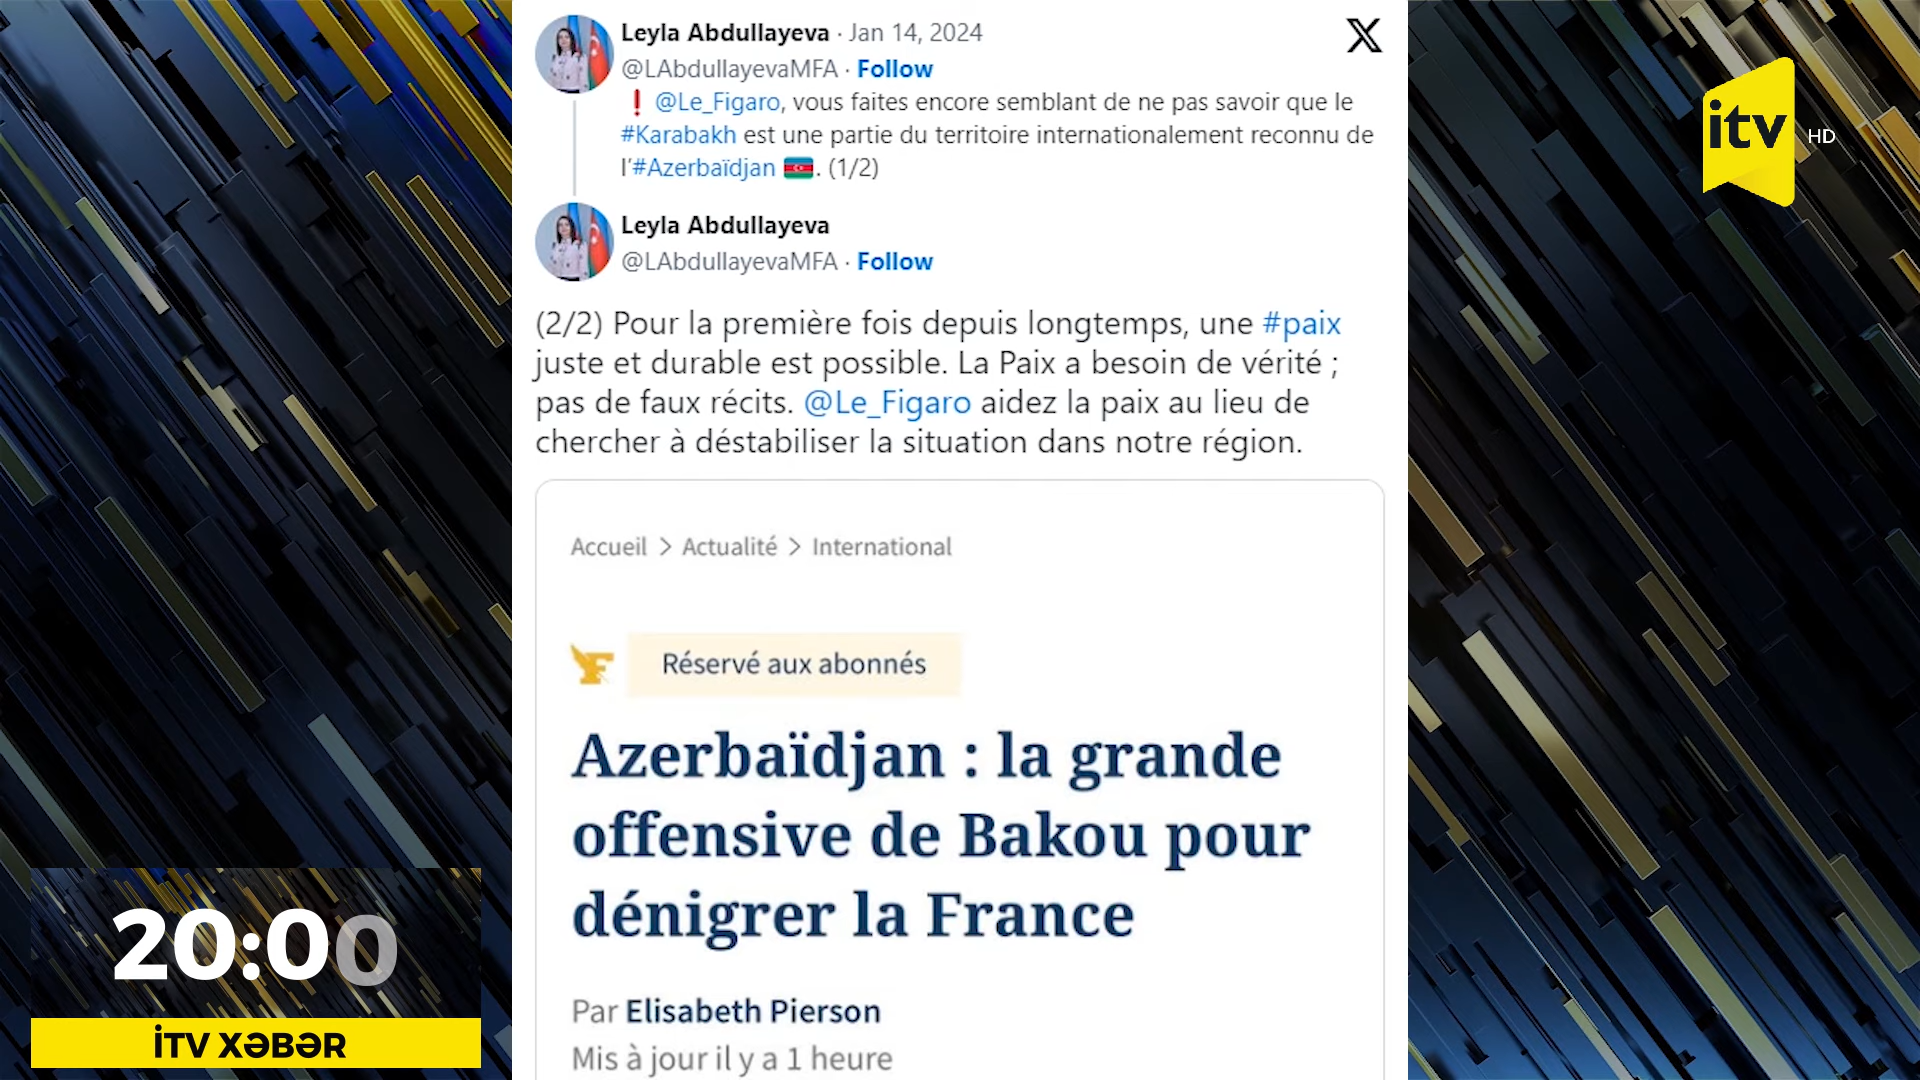 Leyla Abdullayeva · Jan 14, 2024
@LAbdullayevaMFA · Follow
❗ @Le_Figaro, vous faites encore semblant de ne pas savoir que le
#Karabakh est une partie du territoire internationalement reconnu de
l'#Azerbaïdjan 🇦🇿. (1/2)
Leyla Abdullayeva
@LAbdullayevaMFA · Follow
(2/2) Pour la première fois depuis longtemps, une #paix
juste et durable est possible. La Paix a besoin de vérité ;
pas de faux récits. @Le_Figaro aidez la paix au lieu de
chercher à déstabiliser la situation dans notre région.
Accueil > Actualité > International
Réservé aux abonnés
Azerbaïdjan : la grande
offensive de Bakou pour
dénigrer la France
Par Elisabeth Pierson
Mis à jour il y a 1 heure
itv HD
20:00
İTV XƏBƏR